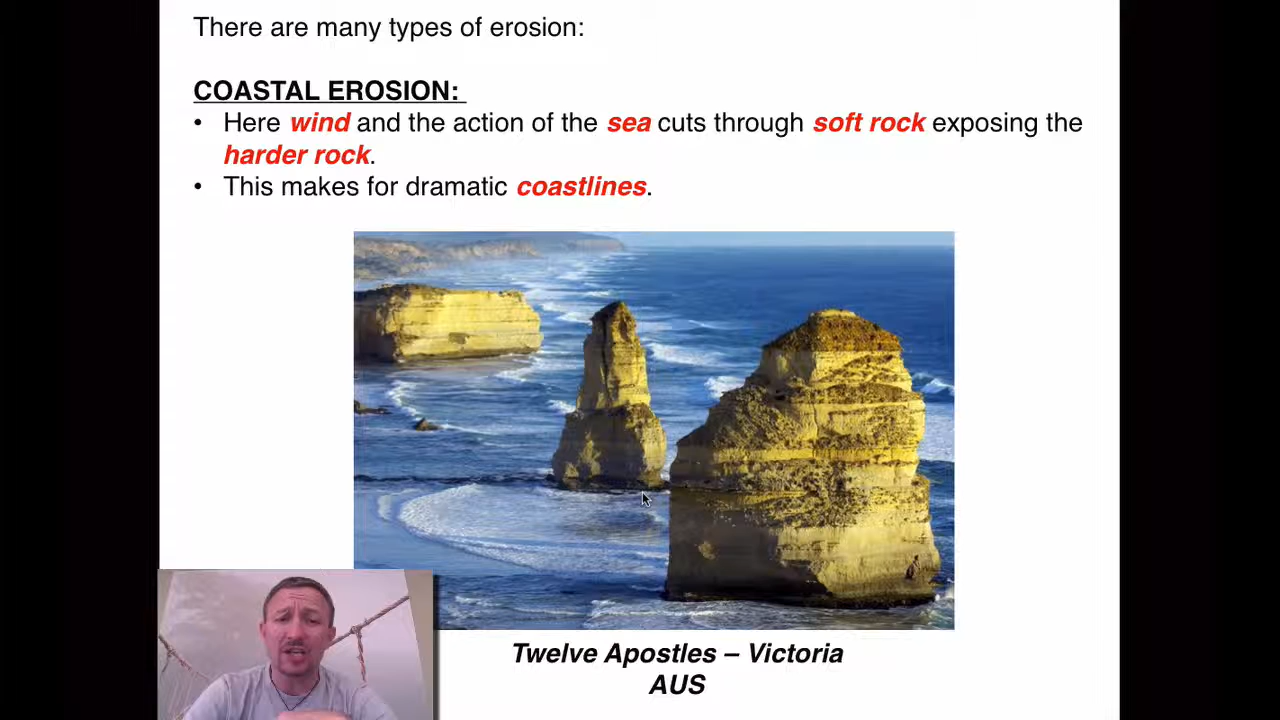 There are many types of erosion:
COASTAL EROSION:
• Here wind and the action of the sea cuts through soft rock exposing the
harder rock.
• This makes for dramatic coastlines.
Twelve Apostles – Victoria
AUS